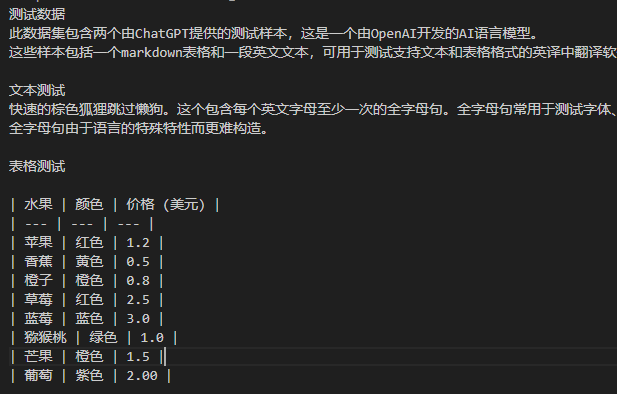 测试数据
此数据集包含两个由ChatGPT提供的测试样本，这是一个由OpenAI开发的AI语言模型。
这些样本包括一个markdown表格和一段英文文本，可用于测试支持文本和表格格式的英译中翻译软
文本测试
快速的棕色狐狸跳过懒狗。这个包含每个英文字母至少一次的全字母句。全字母句常用于测试字体、
全字母句由于语言的特殊特性而更难构造。
表格测试
| 水果 | 颜色 | 价格 (美元) |
| --- | --- | --- |
| 苹果 | 红色 | 1.2 |
| 香蕉 | 黄色 | 0.5 |
| 橙子 | 橙色 | 0.8 |
| 草莓 | 红色 | 2.5 |
| 蓝莓 | 蓝色 | 3.0 |
| 猕猴桃 | 绿色 | 1.0 |
| 芒果 | 橙色 | 1.5 |
| 葡萄 | 紫色 | 2.00 |